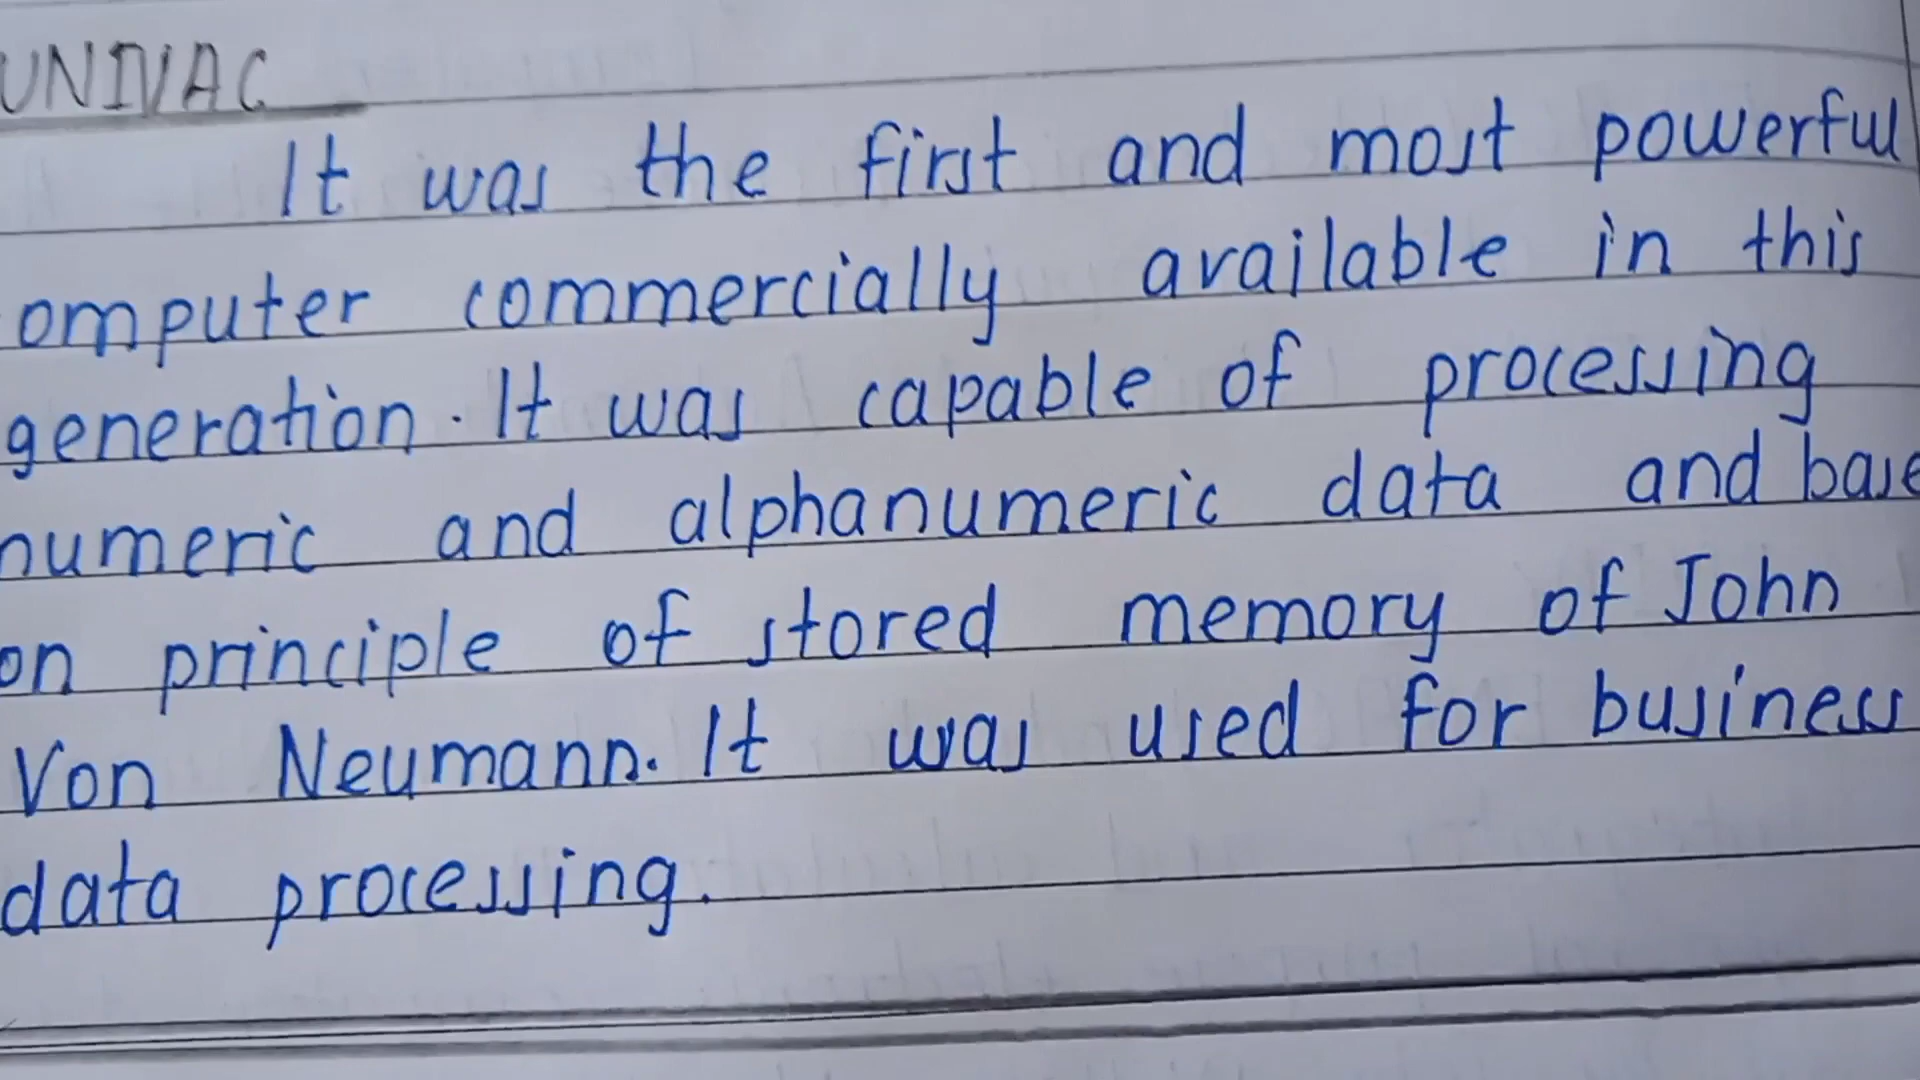 UNIVAC
It was the first and most powerful
omputer commercially available in this
generation. It was capable of processing
numeric and alphanumeric data and base
on principle of stored memory of John
Von Neumann. It was used for business
data processing.